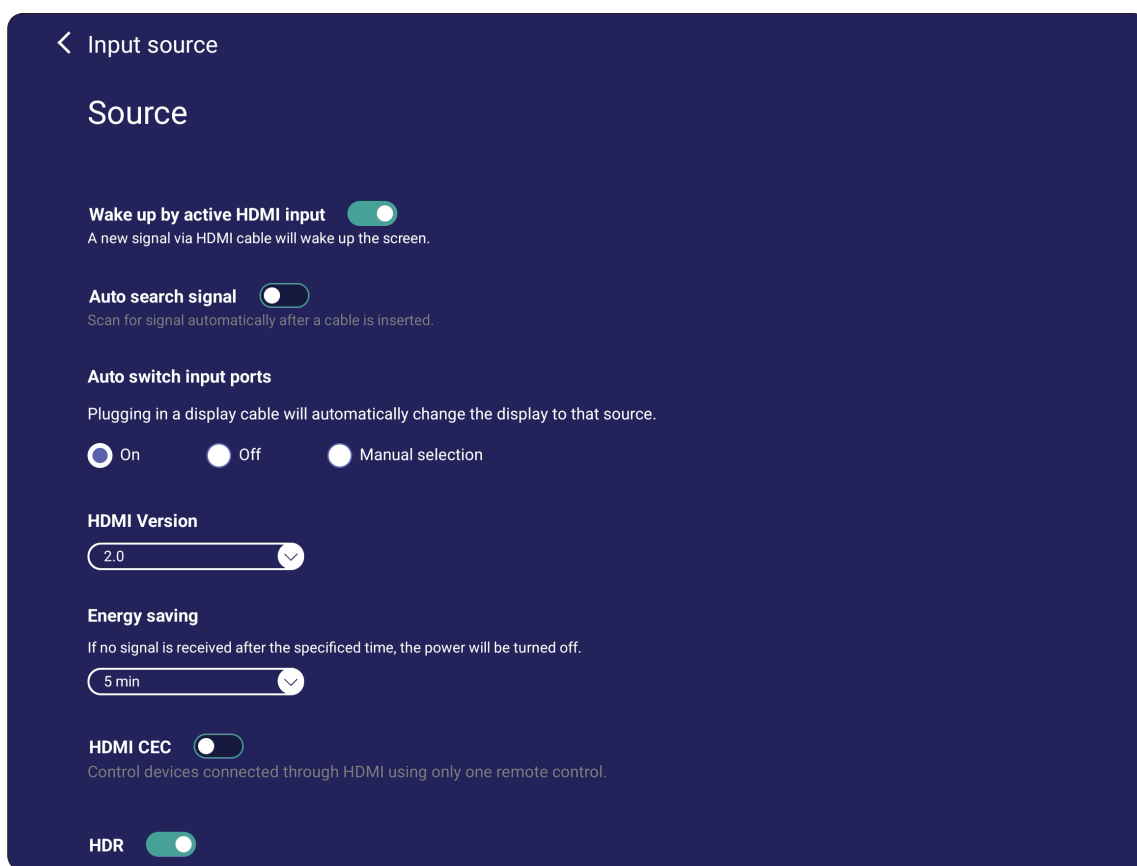 Input source
Source
Wake up by active HDMI input
A new signal via HDMI cable will wake up the screen.
Auto search signal
Scan for signal automatically after a cable is inserted.
Auto switch input ports
Plugging in a display cable will automatically change the display to that source.
On Off Manual selection
HDMI Version
2.0
Energy saving
If no signal is received after the specificed time, the power will be turned off.
5 min
HDMI CEC
Control devices connected through HDMI using only one remote control.
HDR